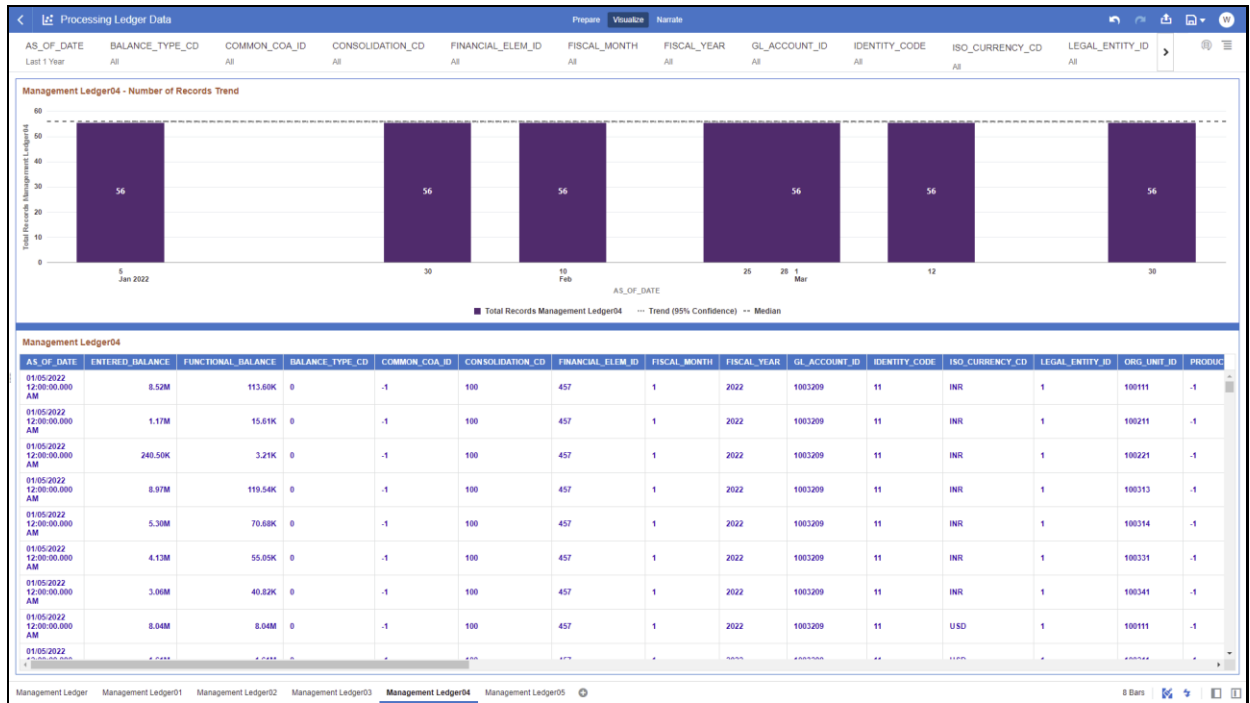 Processing Ledger Data
Prepare Visualize Narrate
W
AS_OF_DATE BALANCE_TYPE_CD COMMON_COA_ID CONSOLIDATION_CD FINANCIAL_ELEM_ID FISCAL_MONTH FISCAL_YEAR GL_ACCOUNT_ID IDENTITY_CODE ISO_CURRENCY_CD LEGAL_ENTITY_ID
Last 1 Year All All All All All All All All All All
Management Ledger04 - Number of Records Trend
Total Records Management Ledger04
60
50
40
30
20
10
0
56 56 56 56 56 56
5 30 10 25 28 1 12 30
Jan 2022 Feb Mar
AS_OF_DATE
Total Records Management Ledger04 Trend (95% Confidence) Median
Management Ledger04
AS_OF_DATE ENTERED_BALANCE FUNCTIONAL_BALANCE BALANCE_TYPE_CD COMMON_COA_ID CONSOLIDATION_CD FINANCIAL_ELEM_ID FISCAL_MONTH FISCAL_YEAR GL_ACCOUNT_ID IDENTITY_CODE ISO_CURRENCY_CD LEGAL_ENTITY_ID ORG_UNIT_ID PRODUC
01/05/2022
12:00:00.000
AM
8.52M 113.60K 0 -1 100 457 1 2022 1003209 11 INR 1 100111 -1
01/05/2022
12:00:00.000
AM
1.17M 15.61K 0 -1 100 457 1 2022 1003209 11 INR 1 100211 -1
01/05/2022
12:00:00.000
AM
240.50K 3.21K 0 -1 100 457 1 2022 1003209 11 INR 1 100221 -1
01/05/2022
12:00:00.000
AM
8.97M 119.54K 0 -1 100 457 1 2022 1003209 11 INR 1 100313 -1
01/05/2022
12:00:00.000
AM
5.30M 70.68K 0 -1 100 457 1 2022 1003209 11 INR 1 100314 -1
01/05/2022
12:00:00.000
AM
4.13M 55.05K 0 -1 100 457 1 2022 1003209 11 INR 1 100331 -1
01/05/2022
12:00:00.000
AM
3.06M 40.82K 0 -1 100 457 1 2022 1003209 11 INR 1 100341 -1
01/05/2022
12:00:00.000
AM
8.04M 8.04M 0 -1 100 457 1 2022 1003209 11 USD 1 100111 -1
01/05/2022
Management Ledger Management Ledger01 Management Ledger02 Management Ledger03 Management Ledger04 Management Ledger05
8 Bars